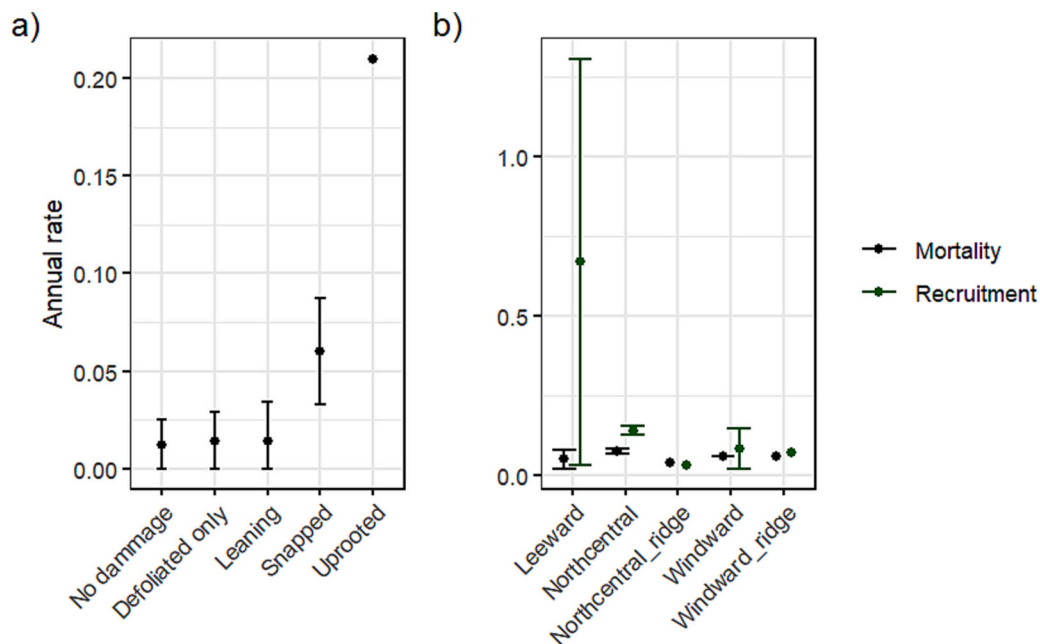 a)
Annual rate
0.20
0.15
0.10
0.05
0.00
No dammage
Defoliated only
Leaning
Snapped
Uprooted
b)
1.0
0.5
0.0
Leeward
Northcentral
Northcentral_ridge
Windward
Windward_ridge
Mortality
Recruitment